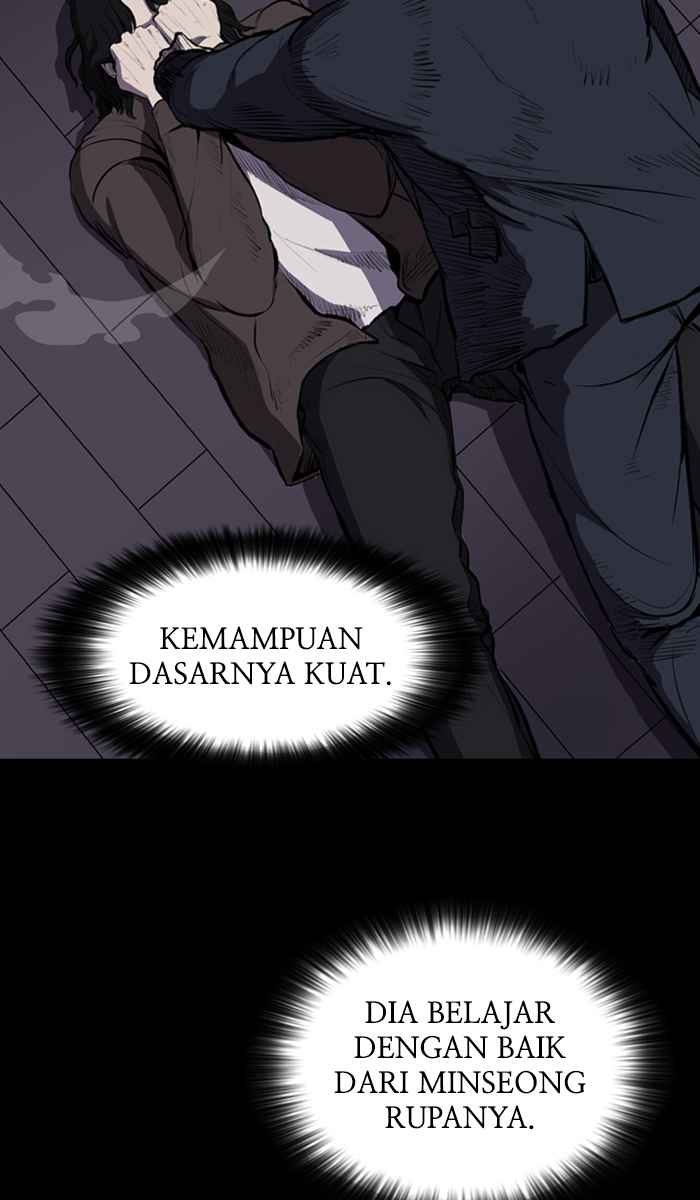 KEMAMPUAN
DASARNYA KUAT.
DIA BELAJAR
DENGAN BAIK
DARI MINSEONG
RUPANYA.